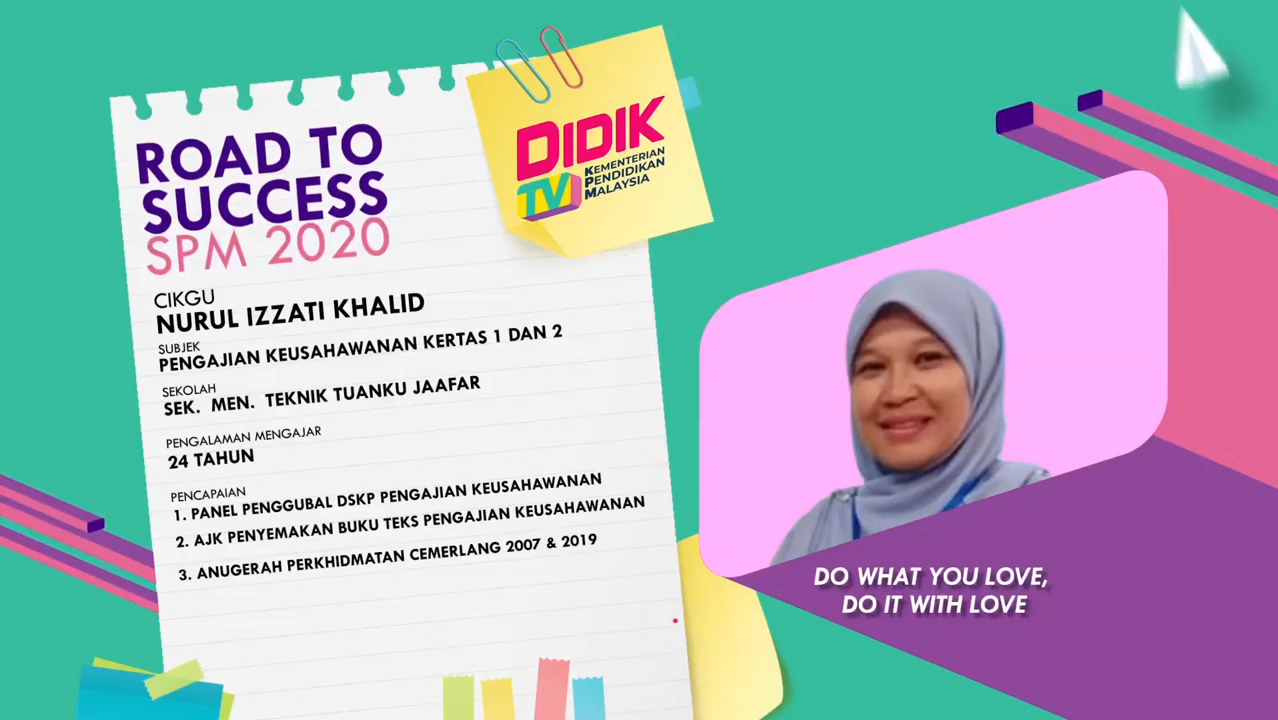 ROAD TO
SUCCESS
SPM 2020
DIDIK
TV
KEMENTERIAN
PENDIDIKAN
MALAYSIA
CIKGU
NURUL IZZATI KHALID
SUBJEK
PENGAJIAN KEUSAHAWANAN KERTAS 1 DAN 2
SEKOLAH
SEK. MEN. TEKNIK TUANKU JAAFAR
PENGALAMAN MENGAJAR
24 TAHUN
PENCAPAIAN
1. PANEL PENGGUBAL DSKP PENGAJIAN KEUSAHAWANAN
2. AJK PENYEMAKAN BUKU TEKS PENGAJIAN KEUSAHAWANAN
3. ANUGERAH PERKHIDMATAN CEMERLANG 2007 & 2019
DO WHAT YOU LOVE,
DO IT WITH LOVE